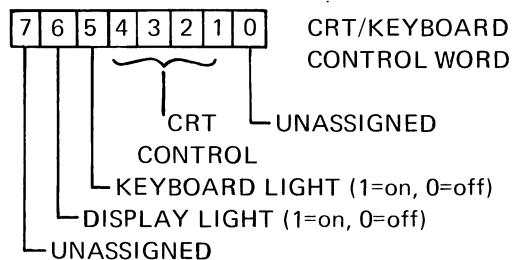 7 6 5 4 3 2 1 0 CRT/KEYBOARD
CONTROL WORD
CRT UNASSIGNED
CONTROL
KEYBOARD LIGHT (1=on, 0=off)
DISPLAY LIGHT (1=on, 0=off)
UNASSIGNED